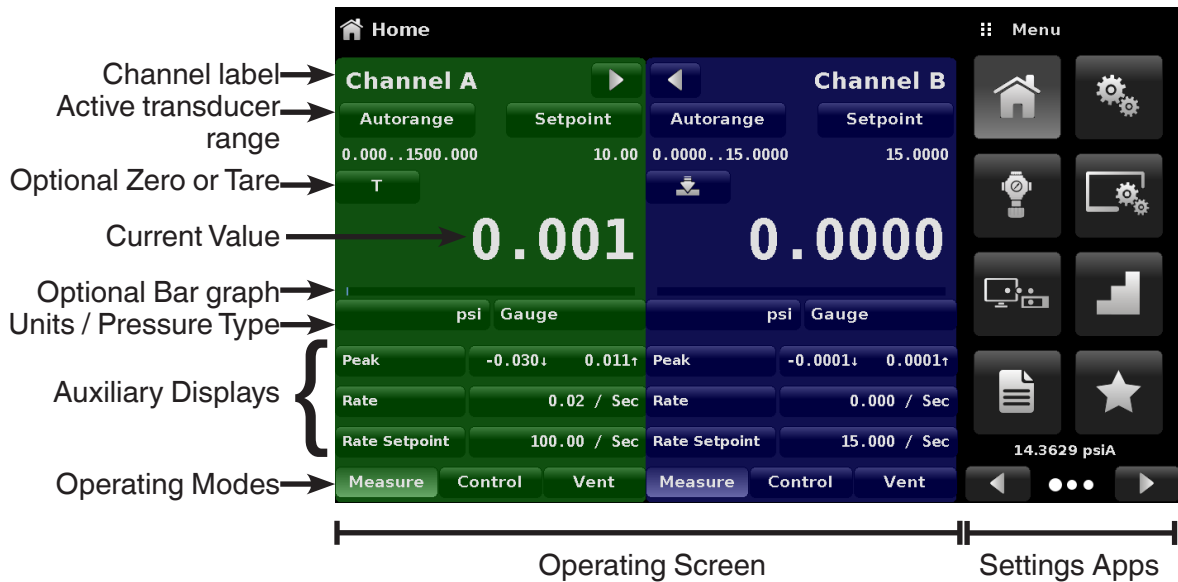 Home
Menu
Channel label
Channel A
Channel B
Active transducer
range
Autorange
Setpoint
Autorange
Setpoint
0.000..1500.000
10.00
0.0000..15.0000
15.0000
Optional Zero or Tare
T
Current Value
0.001
0.0000
Optional Bar graph
Units / Pressure Type
psi
Gauge
psi
Gauge
Auxiliary Displays
Peak
-0.030↓ 0.011↑
Peak
-0.0001↓ 0.0001↑
Rate
0.02 / Sec
Rate
0.000 / Sec
Rate Setpoint
100.00 / Sec
Rate Setpoint
15.000 / Sec
14.3629 psiA
Operating Modes
Measure
Control
Vent
Measure
Control
Vent
Operating Screen
Settings Apps